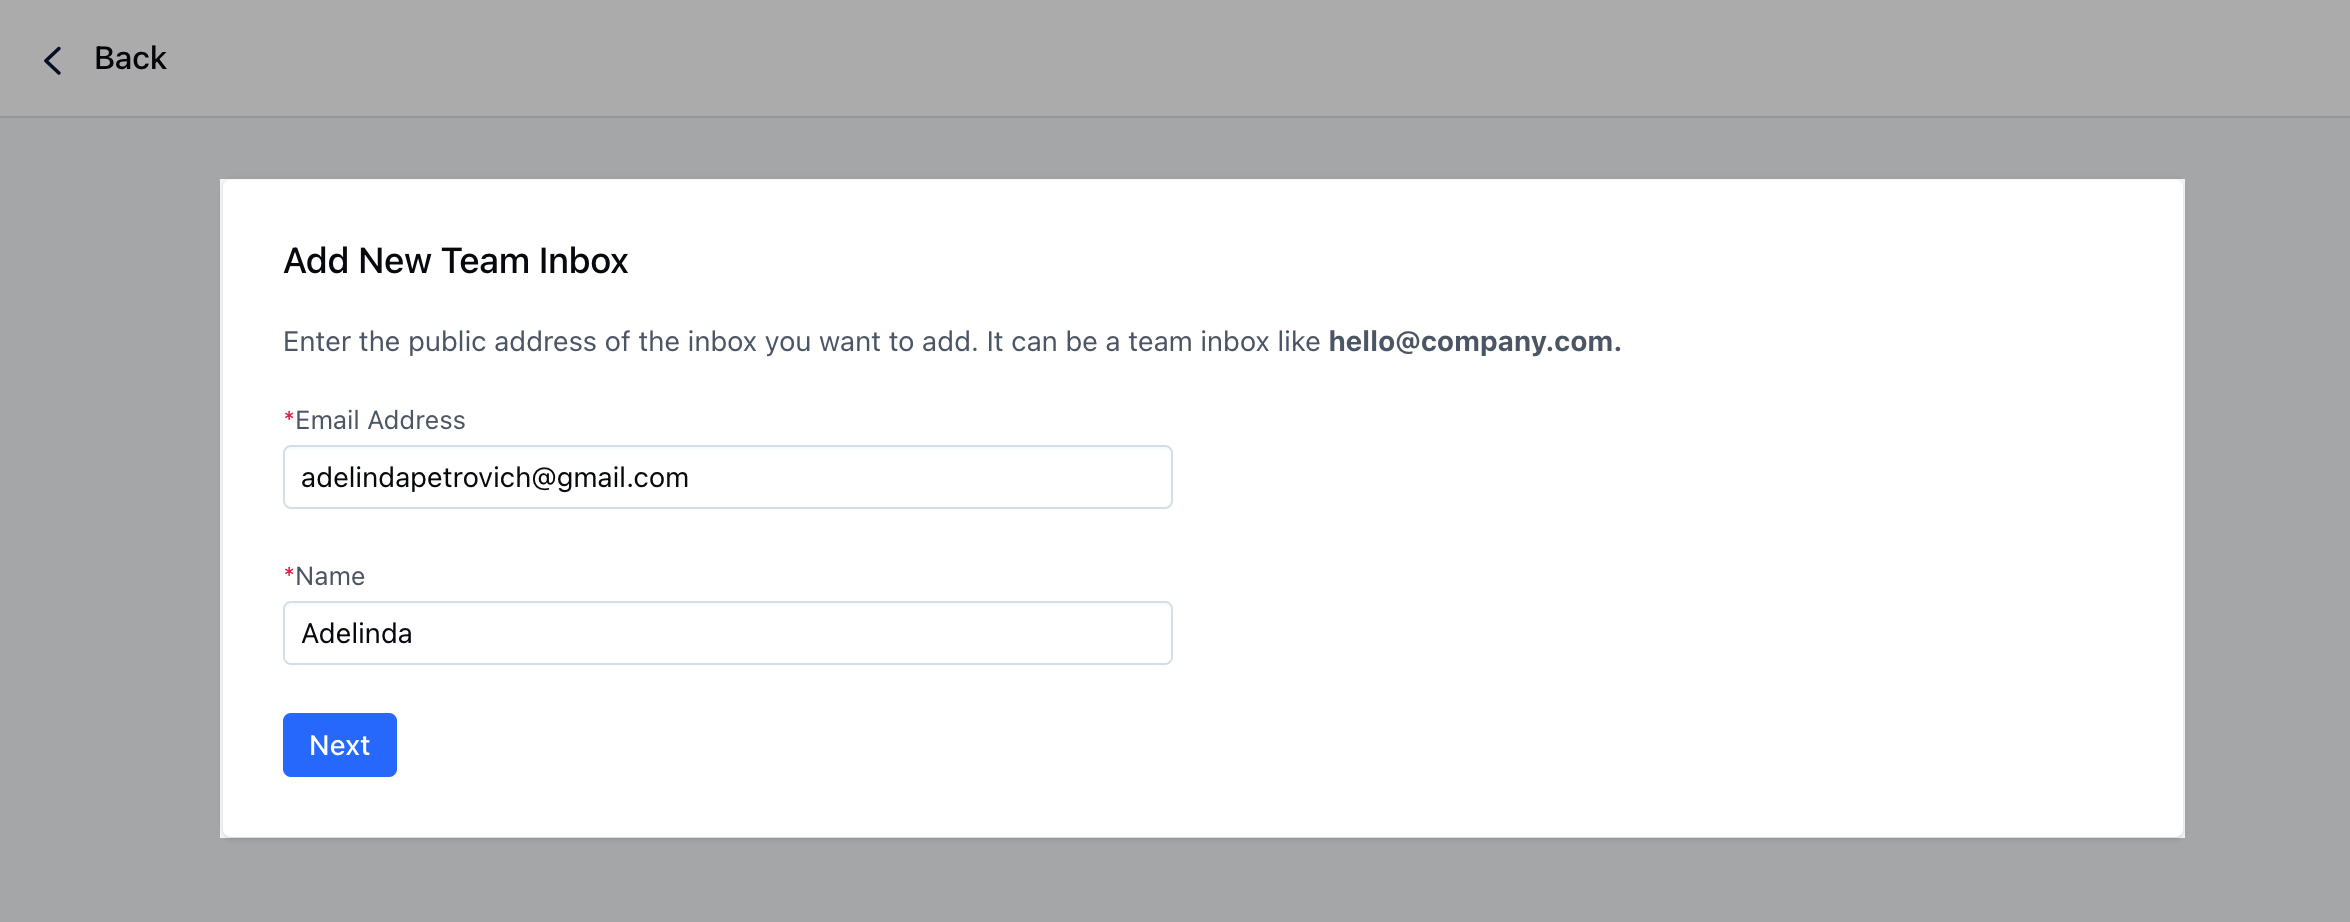 Back
Add New Team Inbox
Enter the public address of the inbox you want to add. It can be a team inbox like hello@company.com.
*Email Address
adelindapetrovich@gmail.com
*Name
Adelinda
Next